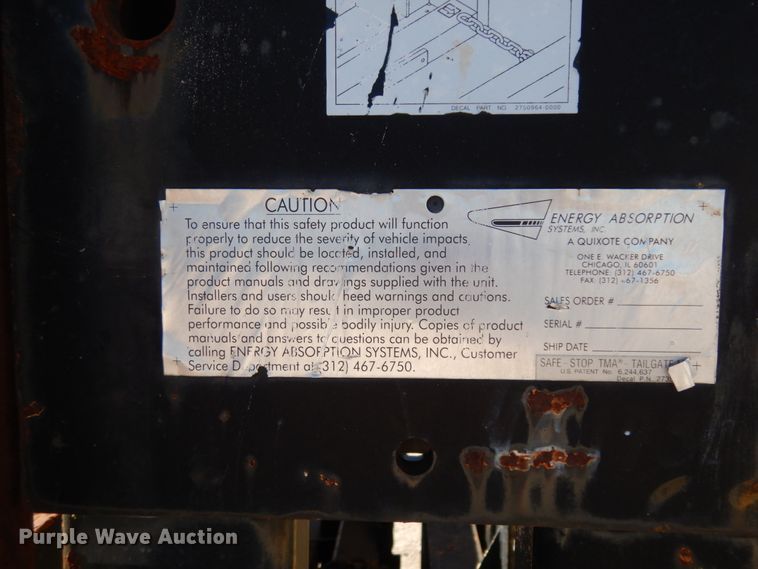 DECAL PART NO. 2750964-0000
CAUTION
To ensure that this safety product will function
properly to reduce the severity of vehicle impacts,
this product should be located, installed, and
maintained following recommendations given in the
product manuals and drawings supplied with the unit.
Installers and users should heed warnings and cautions.
Failure to do so may result in improper product
performance and possible bodily injury. Copies of product
manuals and answers to questions can be obtained by
calling ENERGY ABSORPTION SYSTEMS, INC., Customer
Service Department at (312) 467-6750.
ENERGY ABSORPTION
SYSTEMS, INC.
A QUIXOTE COMPANY
ONE E. WACKER DRIVE
CHICAGO, IL 60601
TELEPHONE: (312) 467-6750
FAX: (312) 467-1356
SALES ORDER #
SERIAL #
SHIP DATE
SAFE-STOP TMA® - TAILGATE
U.S. PATENT No. 6,244,637
Decal P.N.
Purple Wave Auction